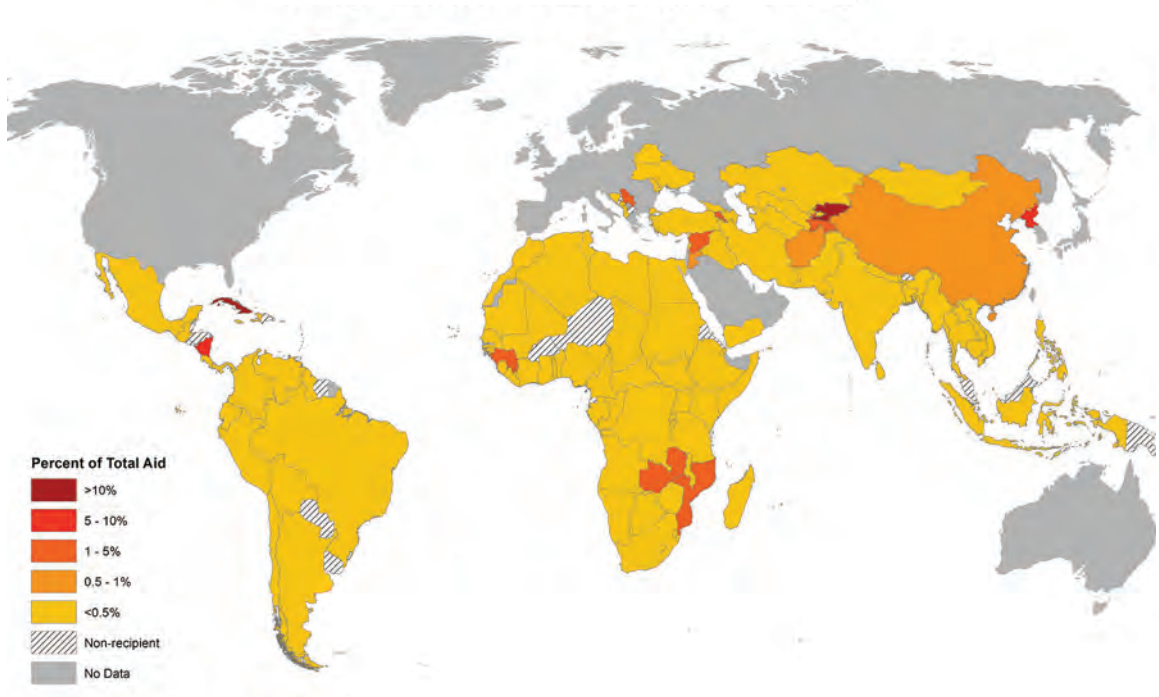 Percent of Total Aid
>10%
5 - 10%
1 - 5%
0.5 - 1%
<0.5%
Non-recipient
No Data